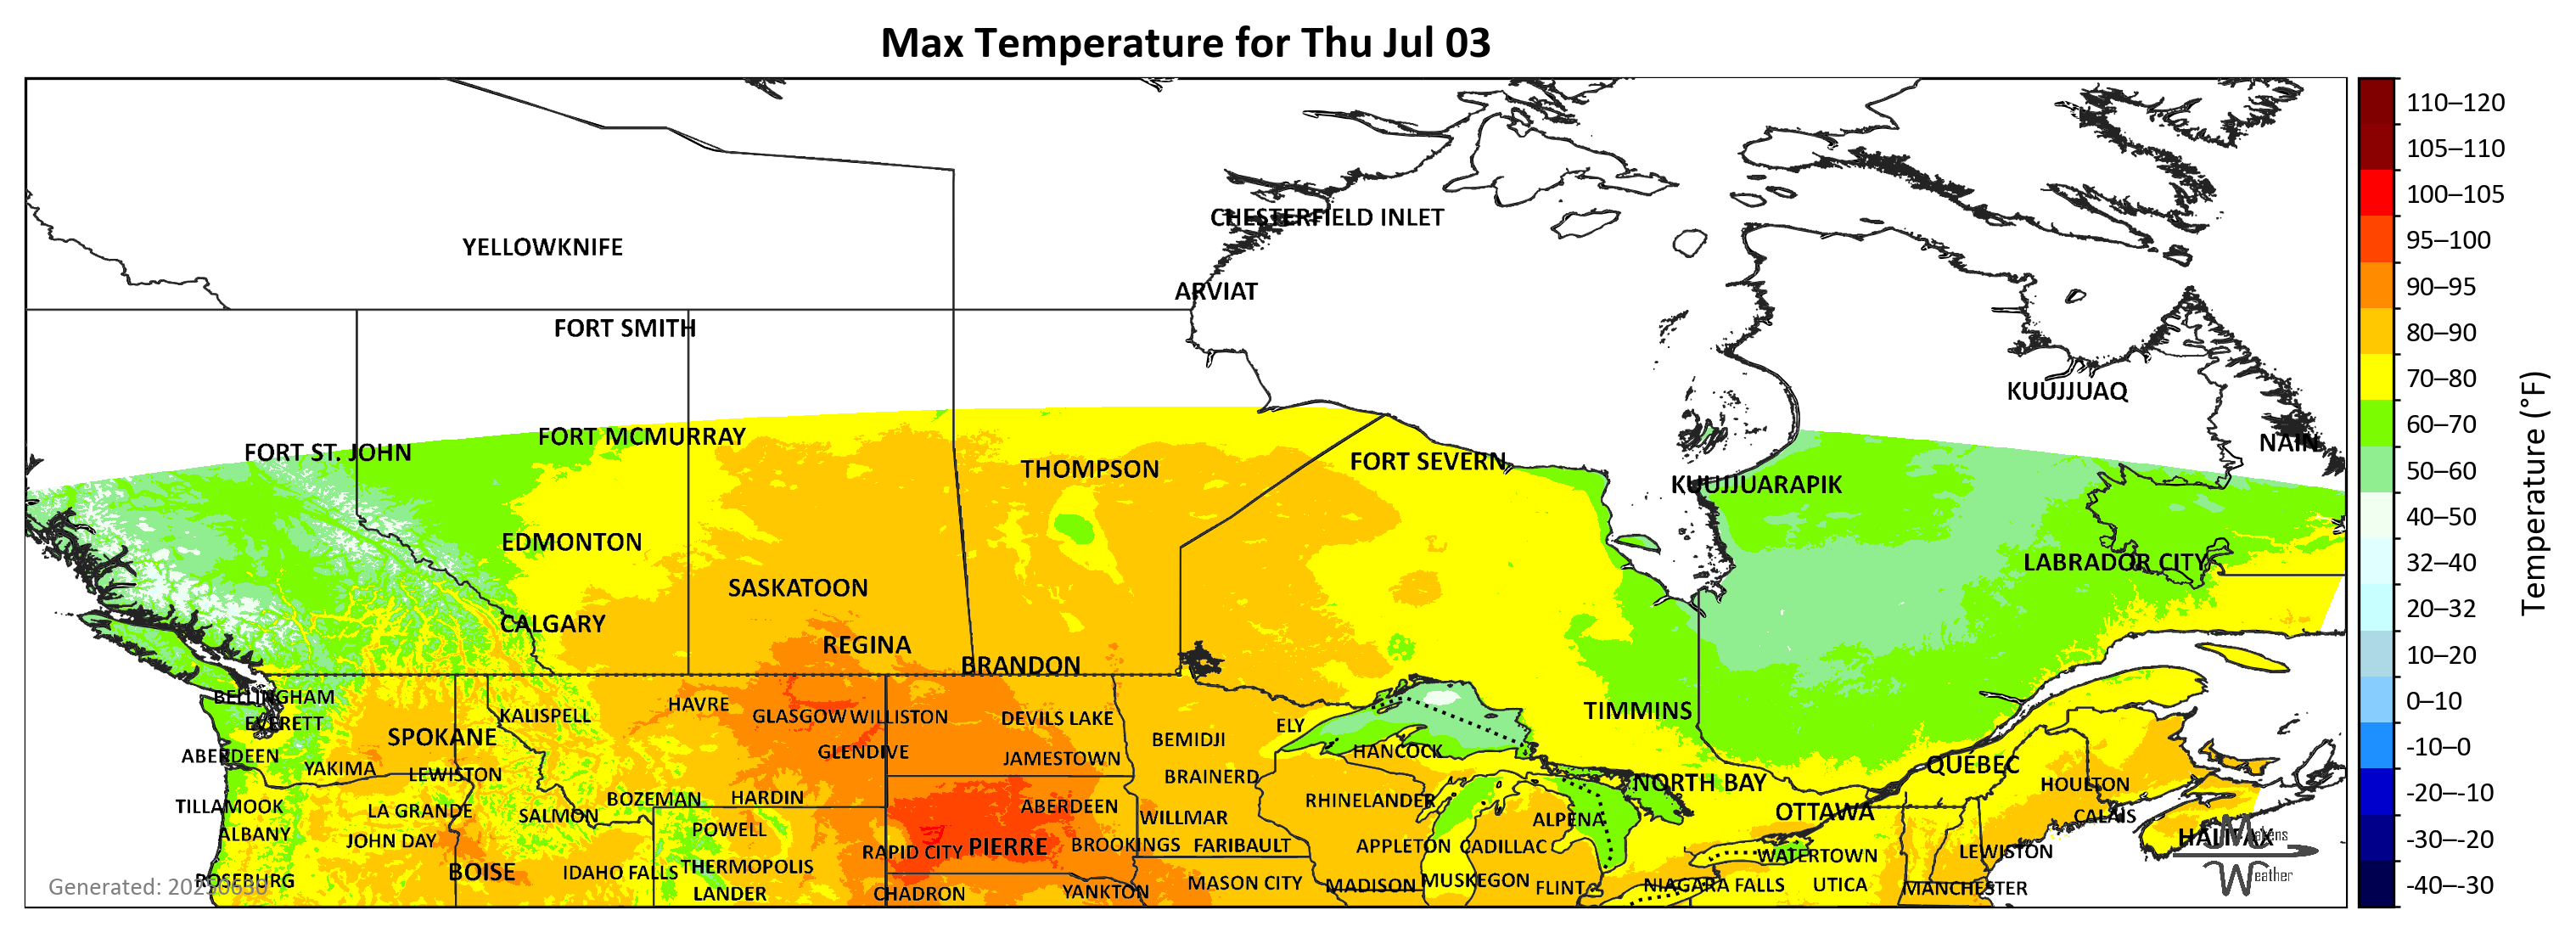 Max Temperature for Thu Jul 03
110–120
105–110
100–105
95–100
90–95
80–90
70–80
60–70
50–60
40–50
32–40
20–32
10–20
0–10
-10–0
-20–-10
-30–-20
-40–-30
Temperature (°F)
CHESTERFIELD INLET
YELLOWKNIFE
ARVIAT
FORT SMITH
KUUJJUAQ
FORT MCMURRAY
NAIN
FORT ST. JOHN
THOMPSON
FORT SEVERN
KUUJJUARAPIK
EDMONTON
LABRADOR CITY
SASKATOON
CALGARY
REGINA
BRANDON
BELLINGHAM
HAVRE
KALISPELL
GLASGOW
WILLISTON
DEVILS LAKE
TIMMINS
EVERETT
ELY
SPOKANE
BEMIDJI
GLENDIVE
HANCOCK
ABERDEEN
JAMESTOWN
QUÉBEC
YAKIMA
LEWISTON
BRAINERD
NORTH BAY
HOULTON
BOZEMAN
HARDIN
RHINELANDER
TILLAMOOK
ABERDEEN
LA GRANDE
SALMON
WILLMAR
OTTAWA
CALAIS
ALPENA
POWELL
ALBANY
HALIFAX
JOHN DAY
BROOKINGS
FARIBAULT
APPLETON
CADILLAC
PIERRE
RAPID CITY
LEWISTON
WATERTOWN
THERMOPOLIS
BOISE
IDAHO FALLS
ROSEBURG
MUSKEGON
MASON CITY
MADISON
NIAGARA FALLS
UTICA
FLINT
MANCHESTER
LANDER
CHADRON
YANKTON
Generated: 20250630
Makens
Weather